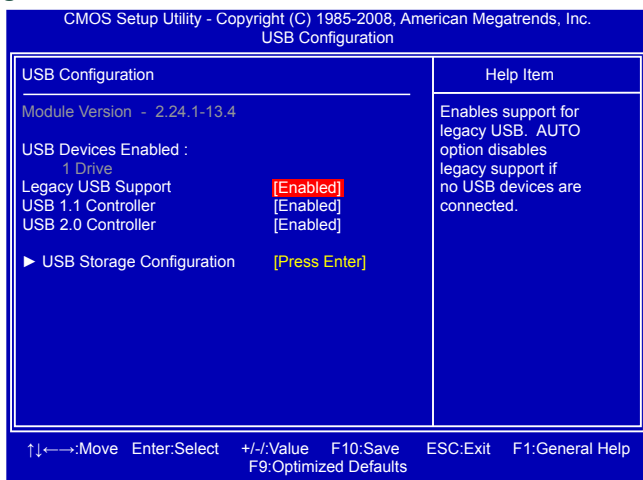 CMOS Setup Utility - Copyright (C) 1985-2008, American Megatrends, Inc.
USB Configuration
USB Configuration
Help Item
Module Version - 2.24.1-13.4
USB Devices Enabled :
1 Drive
Legacy USB Support [Enabled]
USB 1.1 Controller [Enabled]
USB 2.0 Controller [Enabled]
► USB Storage Configuration [Press Enter]
Enables support for
legacy USB. AUTO
option disables
legacy support if
no USB devices are
connected.
↑↓←→:Move Enter:Select +/-/:Value F10:Save ESC:Exit F1:General Help
F9:Optimized Defaults